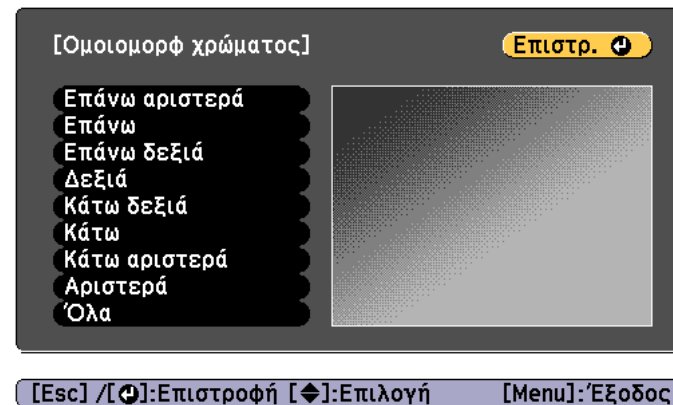 [Ομοιομορφ χρώματος]
Επιστρ.
Επάνω αριστερά
Επάνω
Επάνω δεξιά
Δεξιά
Κάτω δεξιά
Κάτω
Κάτω αριστερά
Αριστερά
Όλα
[Esc] /[⏎]:Επιστροφή [◆]:Επιλογή [Menu]:Έξοδος